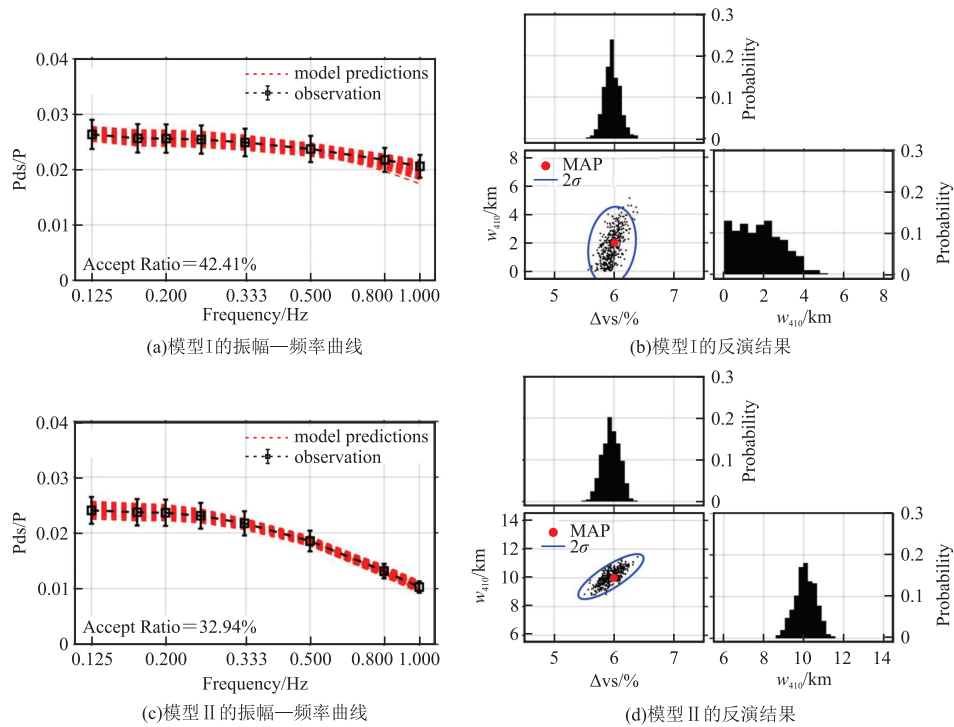 0.04
0.03
0.02
0.01
0
Pds/P
model predictions
observation
Accept Ratio=42.41%
0.125 0.200 0.333 0.500 0.800 1.000
Frequency/Hz
(a)模型Ⅰ的振幅—频率曲线
0.3
0.2
0.1
0
Probability
8
6
4
2
0
w410/km
MAP
2σ
5 6 7
Δvs/%
0.3
0.2
0.1
0
Probability
0 2 4 6 8
w410/km
(b)模型Ⅰ的反演结果
0.04
0.03
0.02
0.01
0
Pds/P
model predictions
observation
Accept Ratio=32.94%
0.125 0.200 0.333 0.500 0.800 1.000
Frequency/Hz
(c)模型Ⅱ的振幅—频率曲线
0.3
0.2
0.1
0
Probability
14
12
10
8
6
w410/km
MAP
2σ
5 6 7
Δvs/%
0.3
0.2
0.1
0
Probability
6 8 10 12 14
w410/km
(d)模型Ⅱ的反演结果